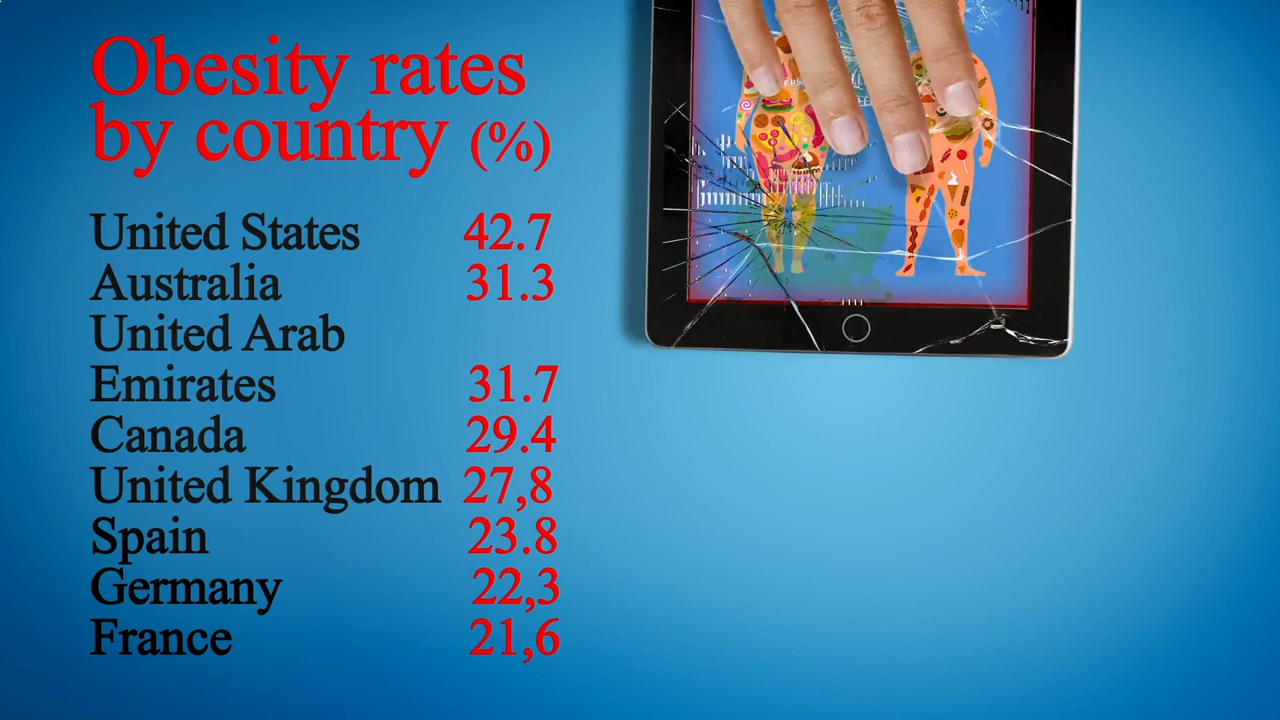 Obesity rates
by country (%)
United States 42.7
Australia 31.3
United Arab
Emirates 31.7
Canada 29.4
United Kingdom 27,8
Spain 23.8
Germany 22,3
France 21,6